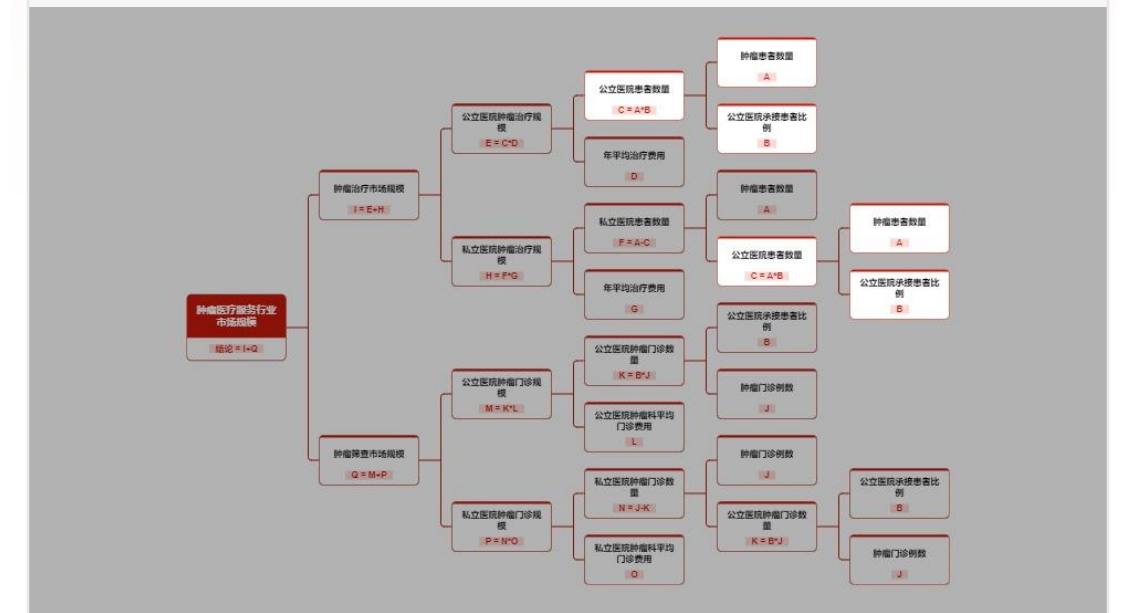 肿瘤医疗服务行业
市场规模
结论 = I+Q
肿瘤治疗市场规模
I = E+H
公立医院肿瘤治疗规
模
E = C*D
公立医院患者数量
C = A*B
肿瘤患者数量
A
公立医院承接患者比
例
B
年平均治疗费用
D
私立医院肿瘤治疗规
模
H = F*G
私立医院患者数量
F = A-C
肿瘤患者数量
A
公立医院患者数量
C = A*B
肿瘤患者数量
A
公立医院承接患者比
例
B
年平均治疗费用
G
肿瘤筛查市场规模
Q = M+P
公立医院肿瘤门诊规
模
M = K*L
公立医院肿瘤门诊数
量
K = B*J
公立医院承接患者比
例
B
肿瘤门诊例数
J
公立医院肿瘤科平均
门诊费用
L
私立医院肿瘤门诊规
模
P = N*O
私立医院肿瘤门诊数
量
N = J-K
肿瘤门诊例数
J
公立医院肿瘤门诊数
量
K = B*J
公立医院承接患者比
例
B
肿瘤门诊例数
J
私立医院肿瘤科平均
门诊费用
O